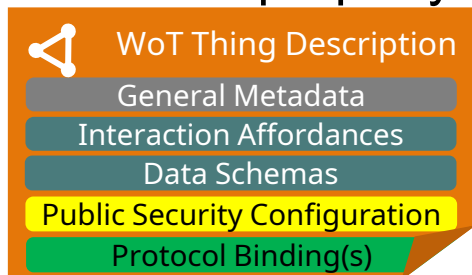 WoT Thing Description
General Metadata
Interaction Affordances
Data Schemas
Public Security Configuration
Protocol Binding(s)